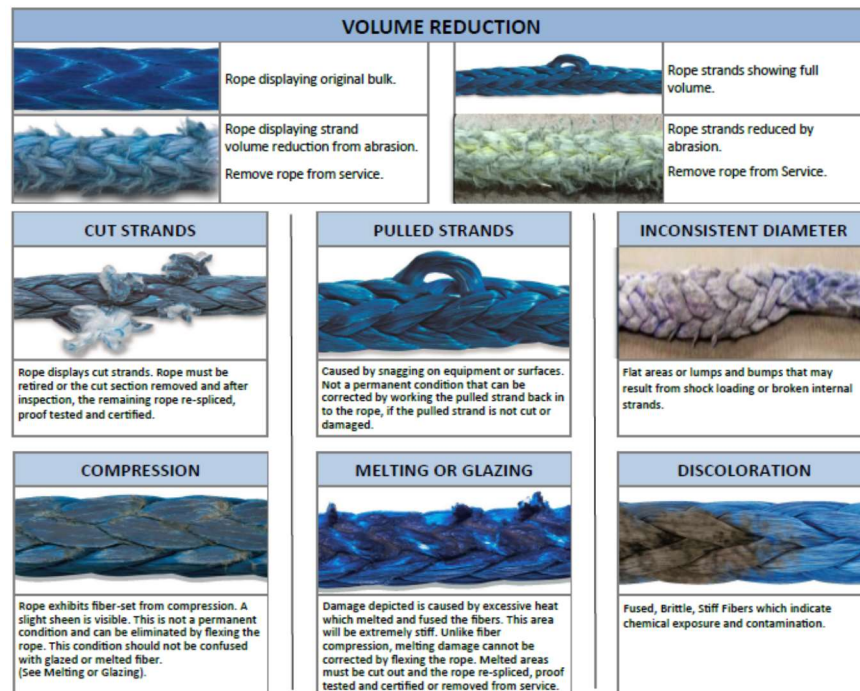 VOLUME REDUCTION
Rope displaying original bulk.
Rope strands showing full
volume.
Rope displaying strand
volume reduction from abrasion.
Remove rope from service.
Rope strands reduced by
abrasion.
Remove rope from Service.
CUT STRANDS
Rope displays cut strands. Rope must be
retired or the cut section removed and after
inspection, the remaining rope re-spliced,
proof tested and certified.
PULLED STRANDS
Caused by snagging on equipment or surfaces.
Not a permanent condition that can be
corrected by working the pulled strand back in
to the rope, if the pulled strand is not cut or
damaged.
INCONSISTENT DIAMETER
Flat areas or lumps and bumps that may
result from shock loading or broken internal
strands.
COMPRESSION
Rope exhibits fiber-set from compression. A
slight sheen is visible. This is not a permanent
condition and can be eliminated by flexing the
rope. This condition should not be confused
with glazed or melted fiber.
(See Melting or Glazing).
MELTING OR GLAZING
Damage depicted is caused by excessive heat
which melted and fused the fibers. This area
will be extremely stiff. Unlike fiber
compression, melting damage cannot be
corrected by flexing the rope. Melted areas
must be cut out and the rope re-spliced, proof
tested and certified or removed from service.
DISCOLORATION
Fused, Brittle, Stiff Fibers which indicate
chemical exposure and contamination.